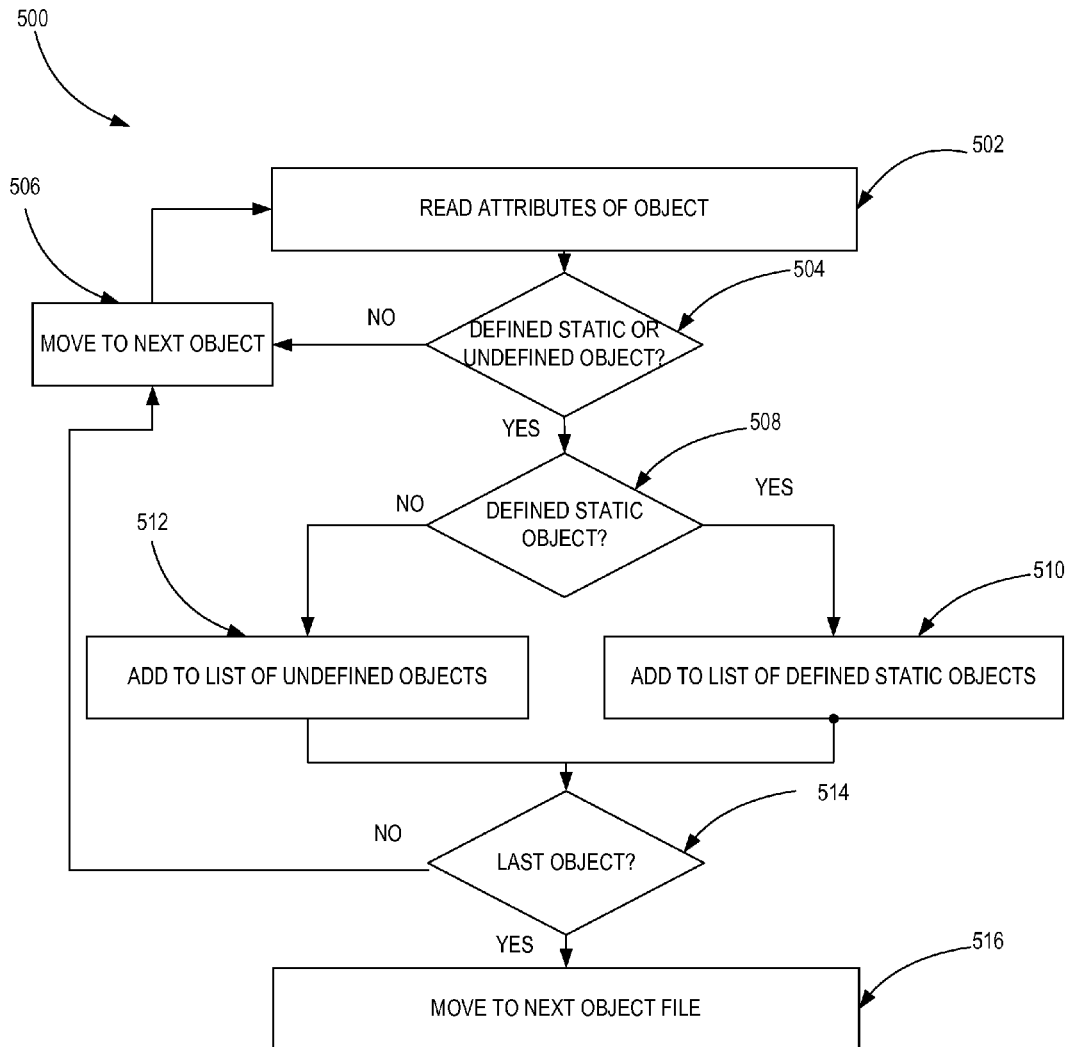 500
502
506
READ ATTRIBUTES OF OBJECT
504
NO
DEFINED STATIC OR
UNDEFINED OBJECT?
MOVE TO NEXT OBJECT
YES
508
NO
YES
DEFINED STATIC
OBJECT?
512
510
ADD TO LIST OF UNDEFINED OBJECTS
ADD TO LIST OF DEFINED STATIC OBJECTS
514
NO
LAST OBJECT?
YES
516
MOVE TO NEXT OBJECT FILE